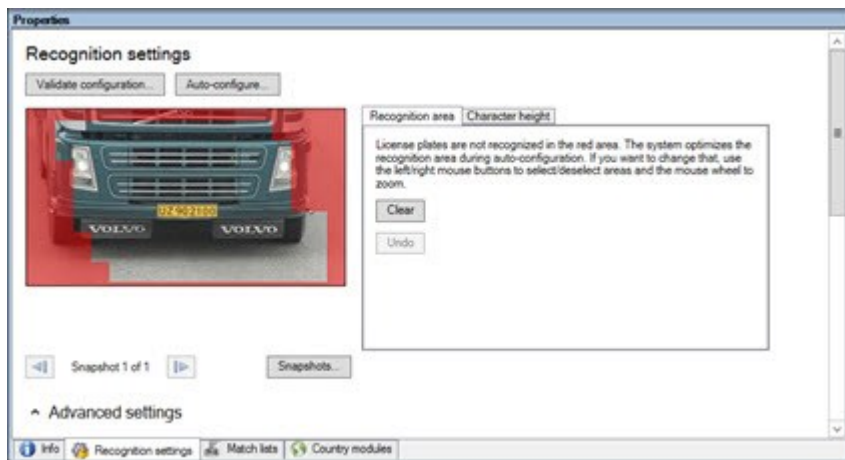 Properties
Recognition settings
Validate configuration...
Auto-configure...
Recognition area
Character height
License plates are not recognized in the red area. The system optimizes the
recognition area during auto-configuration. If you want to change that, use
the left/right mouse buttons to select/deselect areas and the mouse wheel to
zoom.
Clear
Undo
UZ 902100
VOLVO
VOLVO
Snapshot 1 of 1
Snapshots...
Advanced settings
Info
Recognition settings
Match lists
Country modules